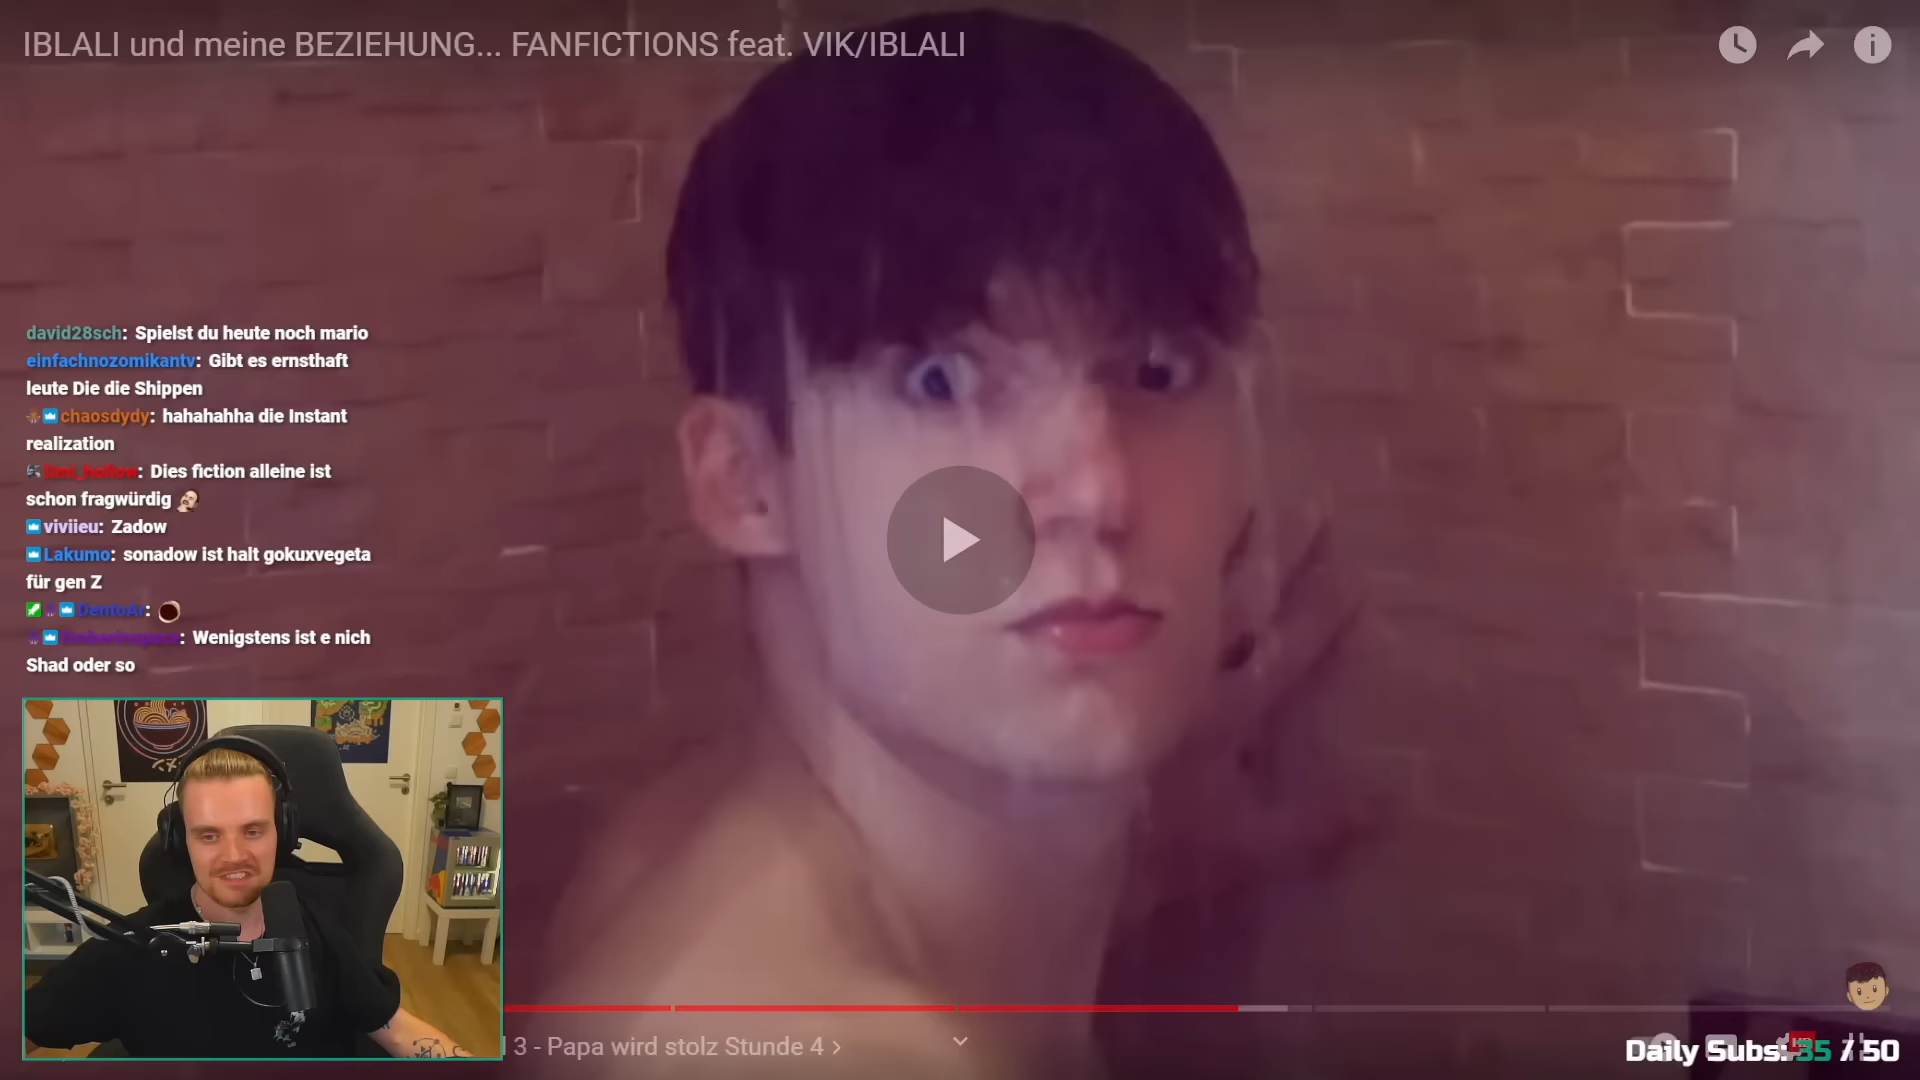 IBLALI und meine BEZIEHUNG... FANFICTIONS feat. VIK/IBLALI
david28sch: Spielst du heute noch mario
einfachnozomikantv: Gibt es ernsthaft
leute Die die Shippen
chaosdydy: hahahahha die Instant
realization
: Dies fiction alleine ist
schon fragwürdig
viviieu: Zadow
Lakumo: sonadow ist halt gokuxvegeta
für gen Z
DentoAr:
: Wenigstens ist e nich
Shad oder so
3 - Papa wird stolz Stunde 4 >
Daily Subs: 35 / 50